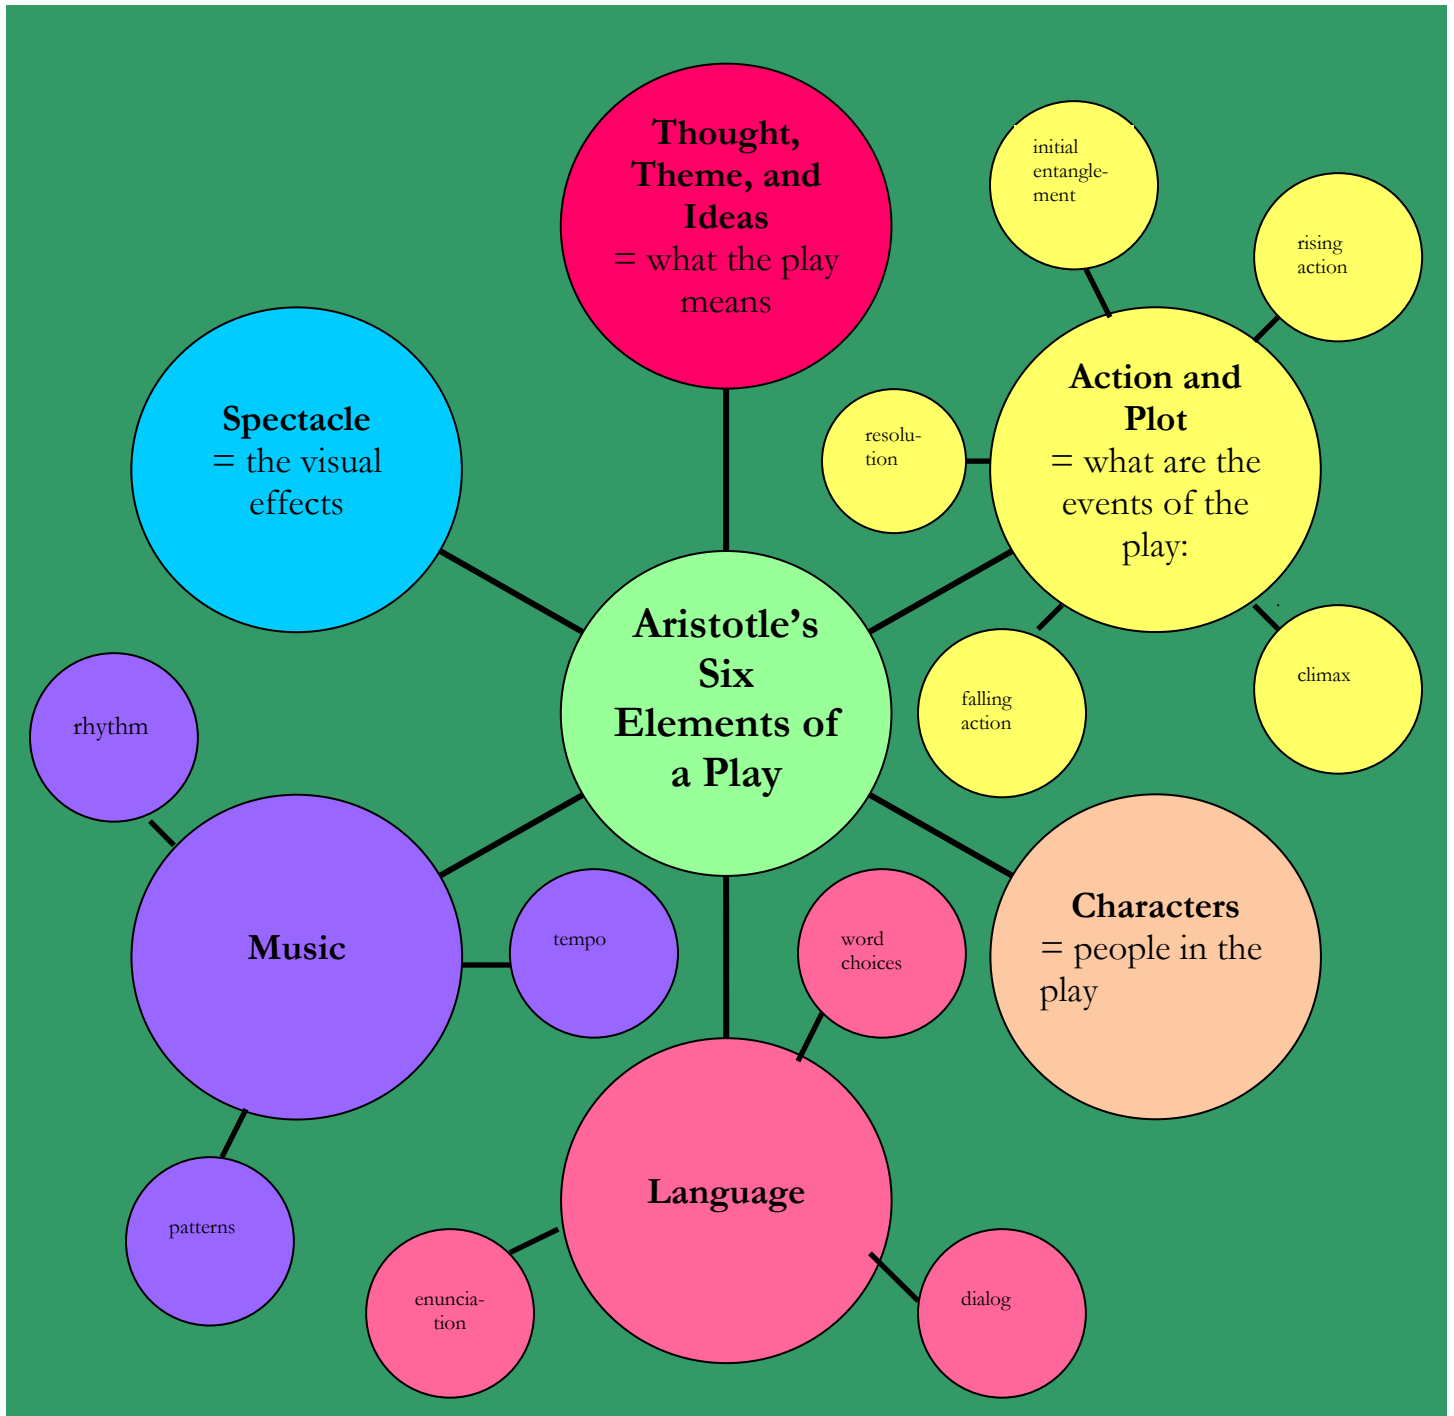 Thought,
Theme, and
Ideas
= what the play
means
initial
entangle-
ment
rising
action
Action and
Plot
= what are the
events of the
play:
resolu-
tion
falling
action
climax
Spectacle
= the visual
effects
Aristotle’s
Six
Elements of
a Play
rhythm
Music
tempo
patterns
word
choices
Characters
= people in the
play
Language
enuncia-
tion
dialog